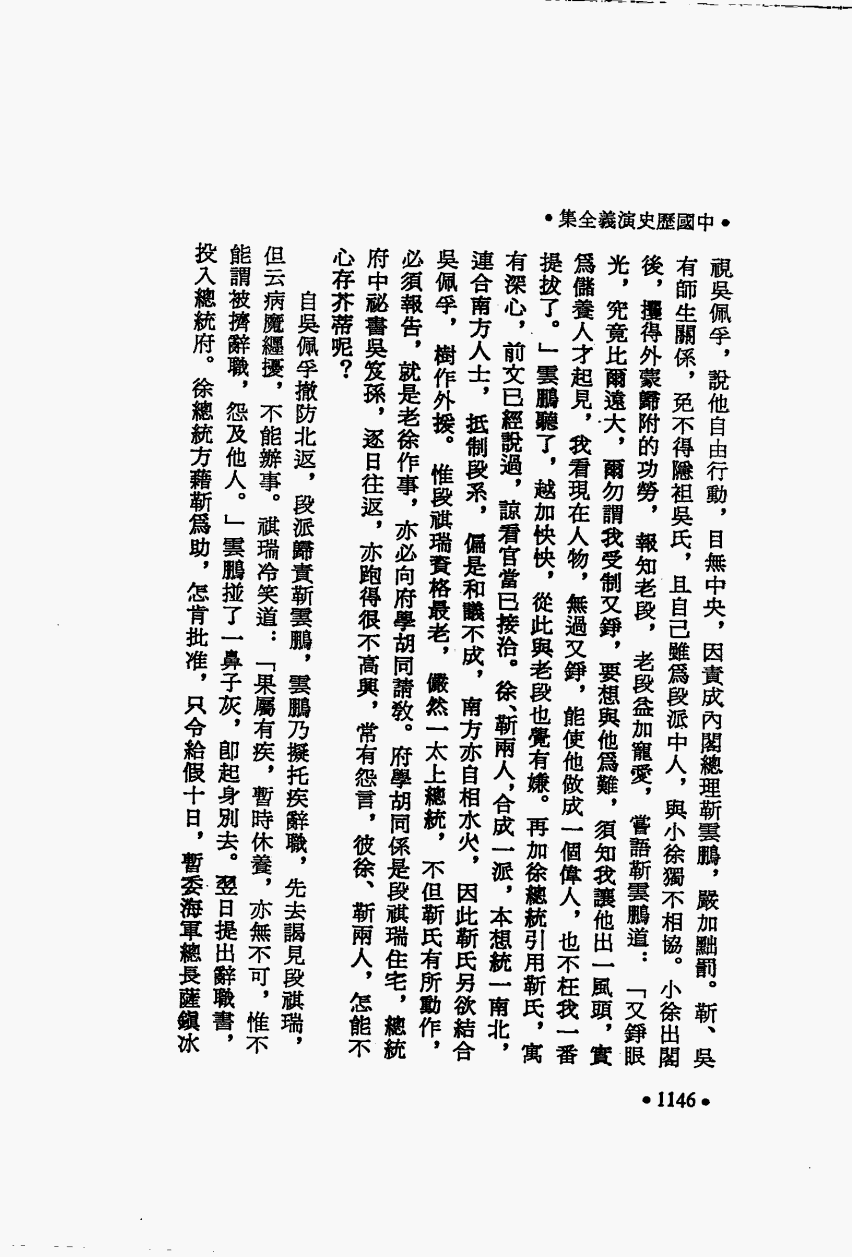 •中國歷史演義全集•
視吳佩孚，說他自由行動，目無中央，因責成內閣總理靳雲鵬，嚴加黜罰。靳、吳
有師生關係，免不得隱袒吳氏，且自己雖爲段派中人，與小徐獨不相協。小徐出閣
後，攫得外蒙歸附的功勞，報知老段，老段益加寵愛，嘗語靳雲鵬道：「又錚眼
光，究竟比爾遠大，爾勿謂我受制又錚，要想與他爲難，須知我讓他出一風頭，實
爲儲養人才起見，我看現在人物，無過又錚，能使他做成一個偉人，也不枉我一番
提拔了。」雲鵬聽了，越加怏怏，從此與老段也覺有嫌。再加徐總統引用靳氏，寓
有深心，前文已經說過，諒看官當已接洽。徐、靳兩人，合成一派，本想統一南北，
連合南方人士，抵制段系，偏是和議不成，南方亦自相水火，因此靳氏另欲結合
吳佩孚，樹作外援。惟段祺瑞資格最老，儼然一太上總統，不但靳氏有所動作，
必須報告，就是老徐作事，亦必向府學胡同請敎。府學胡同係是段祺瑞住宅，總統
府中祕書吳笈孫，逐日往返，亦跑得很不高興，常有怨言，彼徐、靳兩人，怎能不
心存芥蒂呢？
自吳佩孚撤防北返，段派歸責靳雲鵬，雲鵬乃擬托疾辭職，先去謁見段祺瑞，
但云病魔纏擾，不能辦事。祺瑞冷笑道：「果屬有疾，暫時休養，亦無不可，惟不
能謂被擠辭職，怨及他人。」雲鵬掽了一鼻子灰，卽起身別去。翌日提出辭職書，
投入總統府。徐總統方藉靳爲助，怎肯批准，只令給假十日，暫委海軍總長薩鎭冰
•1146•